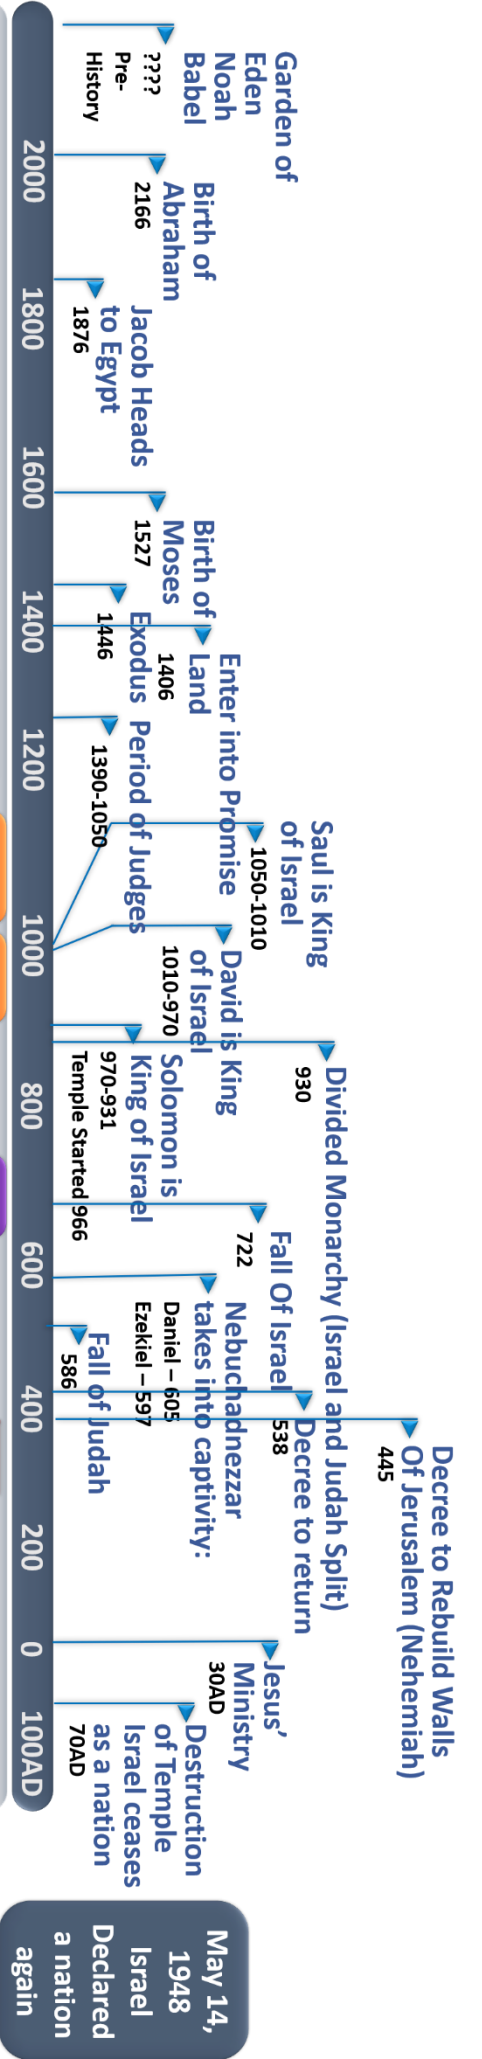 Garden of
Eden
Noah
Babel
????
Pre-
History
Birth of
Abraham
2166
Jacob Heads
to Egypt
1876
Birth of
Moses
1527
Exodus
1446
Enter into Promise
Land
1406
Period of Judges
1390-1050
Saul is King
of Israel
1050-1010
David is King
of Israel
1010-970
Solomon is
King of Israel
970-931
Temple Started 966
Divided Monarchy (Israel and Judah Split)
930
Fall Of Israel
722
Nebuchadnezzar
takes into captivity:
Daniel – 605
Ezekiel – 597
Fall of Judah
586
Decree to return
538
Decree to Rebuild Walls
Of Jerusalem (Nehemiah)
445
Jesus’
Ministry
30AD
Destruction
of Temple
Israel ceases
as a nation
70AD
2000
1800
1600
1400
1200
1000
800
600
400
200
0
100AD
May 14,
1948
Israel
Declared
a nation
again